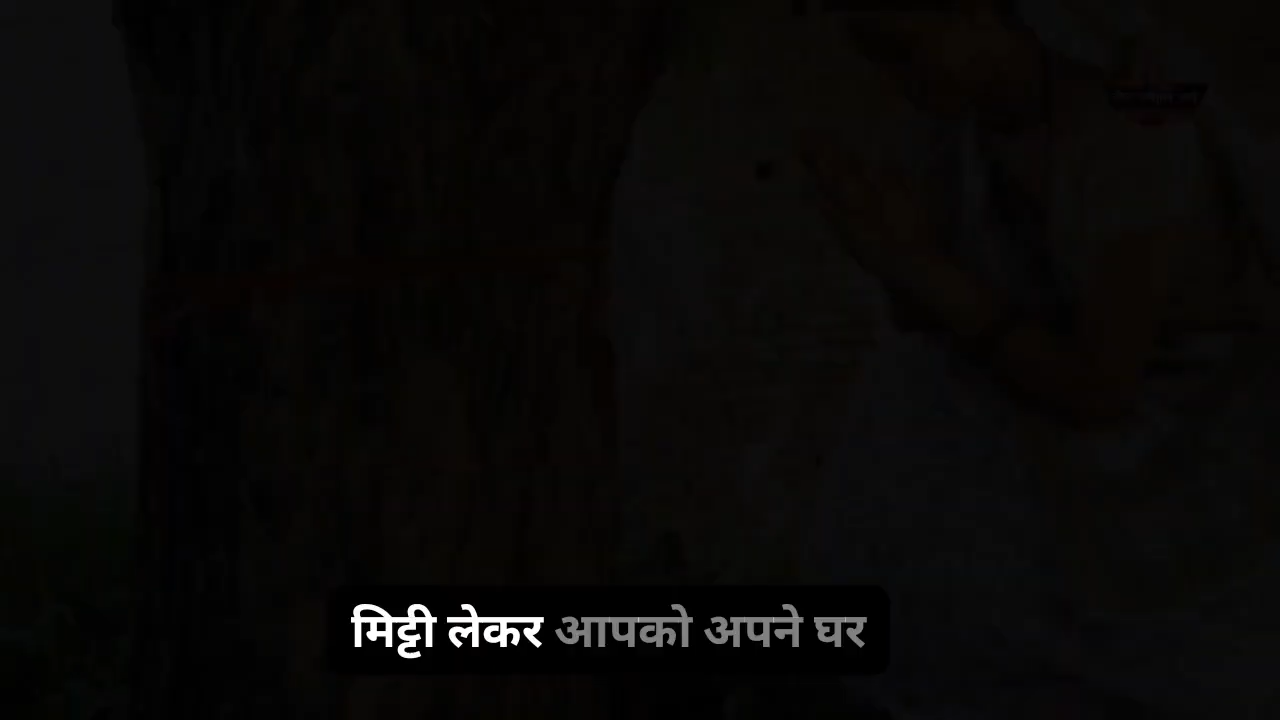 मिट्टी लेकर आपको अपने घर